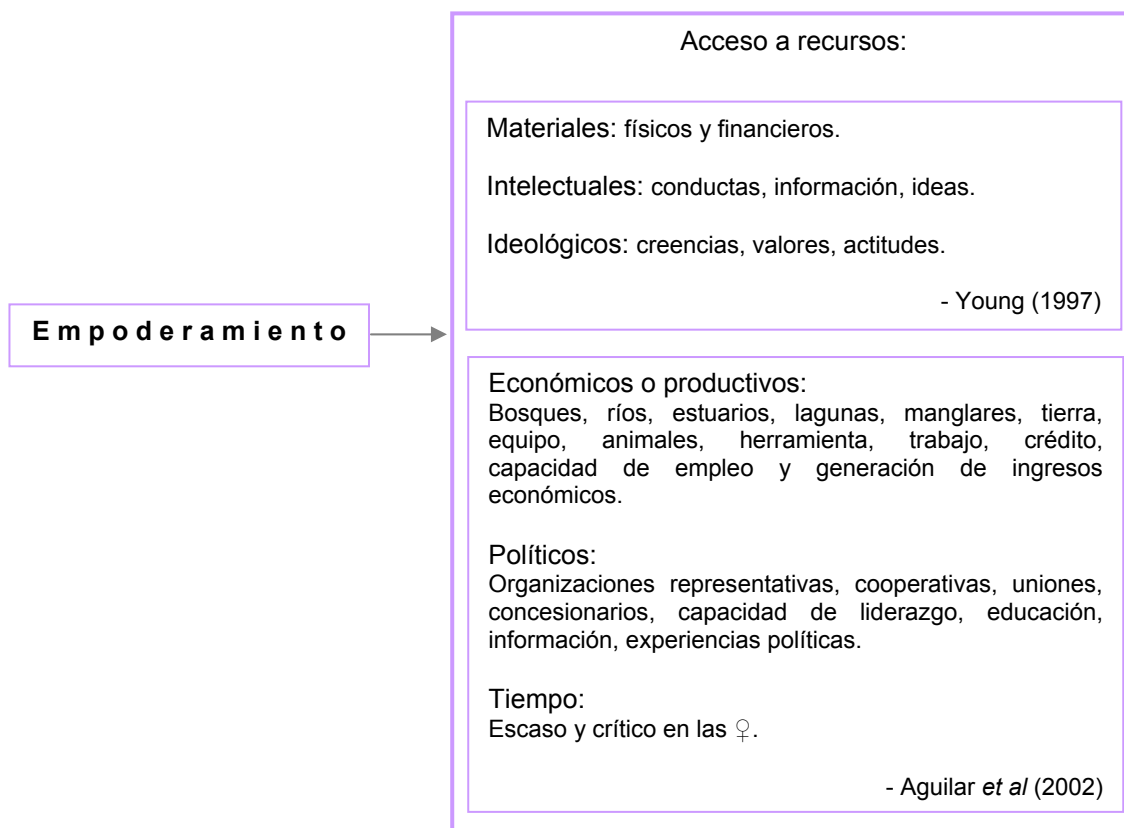 Acceso a recursos:
Materiales: físicos y financieros.
Intelectuales: conductas, información, ideas.
Ideológicos: creencias, valores, actitudes.
- Young (1997)
E m p o d e r a m i e n t o
Económicos o productivos:
Bosques, ríos, estuarios, lagunas, manglares, tierra,
equipo, animales, herramienta, trabajo, crédito,
capacidad de empleo y generación de ingresos
económicos.
Políticos:
Organizaciones representativas, cooperativas, uniones,
concesionarios, capacidad de liderazgo, educación,
información, experiencias políticas.
Tiempo:
Escaso y crítico en las ♀.
- Aguilar et al (2002)